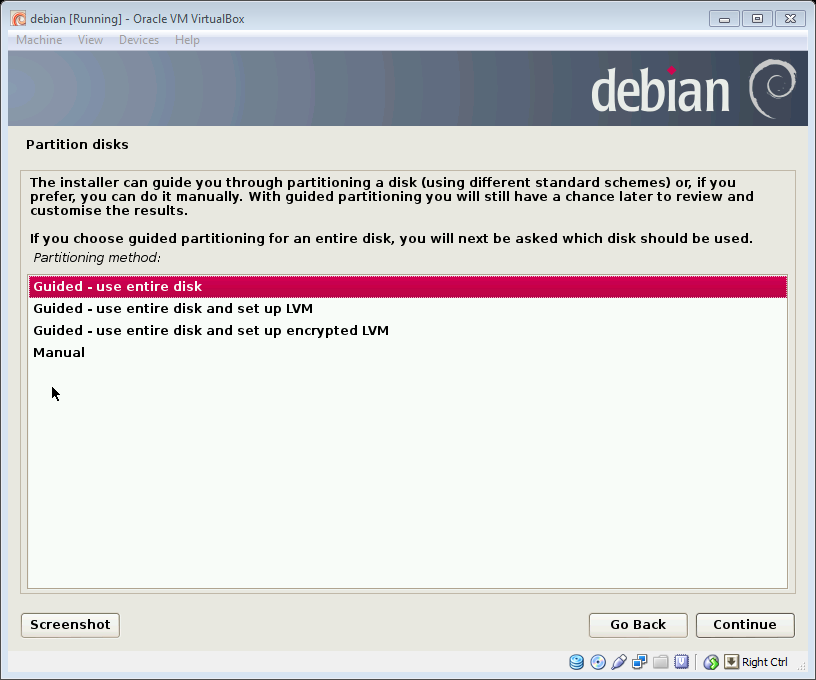 debian [Running] - Oracle VM VirtualBox
Machine View Devices Help
debian
Partition disks
The installer can guide you through partitioning a disk (using different standard schemes) or, if you
prefer, you can do it manually. With guided partitioning you will still have a chance later to review and
customise the results.
If you choose guided partitioning for an entire disk, you will next be asked which disk should be used.
Partitioning method:
Guided - use entire disk
Guided - use entire disk and set up LVM
Guided - use entire disk and set up encrypted LVM
Manual
Screenshot
Go Back
Continue
Right Ctrl